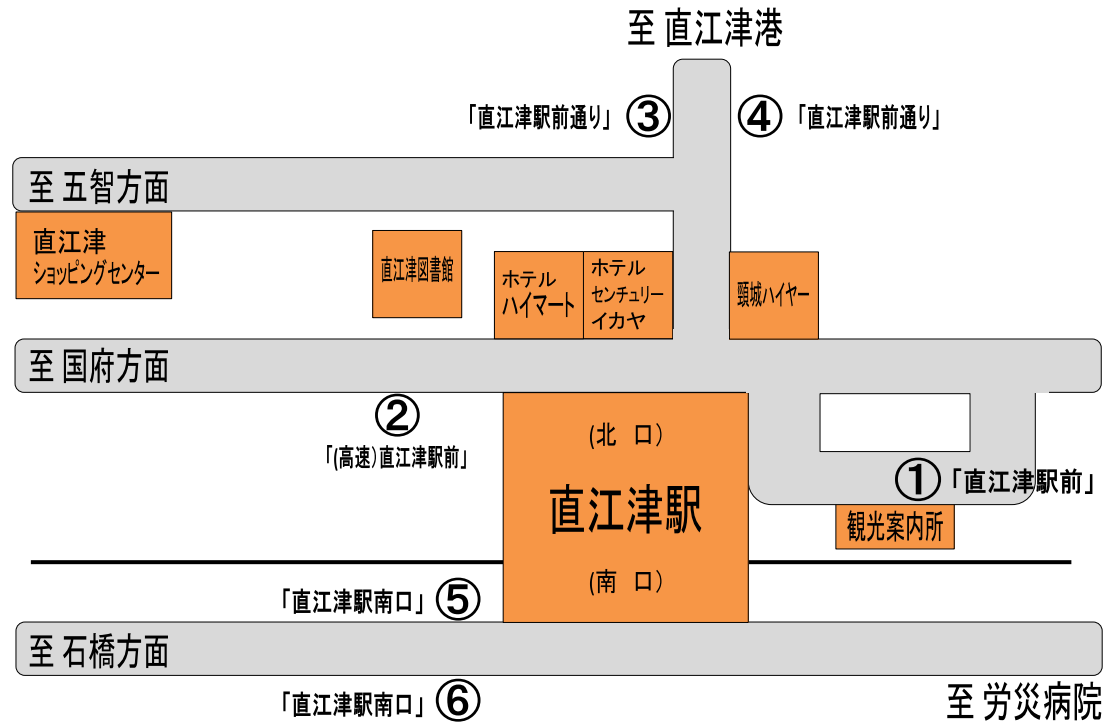 至 直江津港
「直江津駅前通り」 ③ ④ 「直江津駅前通り」
至 五智方面
直江津
ショッピングセンター
直江津図書館
ホテル
ハイマート
ホテル
センチュリー
イカヤ
頸城ハイヤー
至 国府方面
②
「(高速)直江津駅前」
(北 口)
直江津駅
(南 口)
① 「直江津駅前」
観光案内所
「直江津駅南口」 ⑤
至 石橋方面
「直江津駅南口」 ⑥
至 労災病院